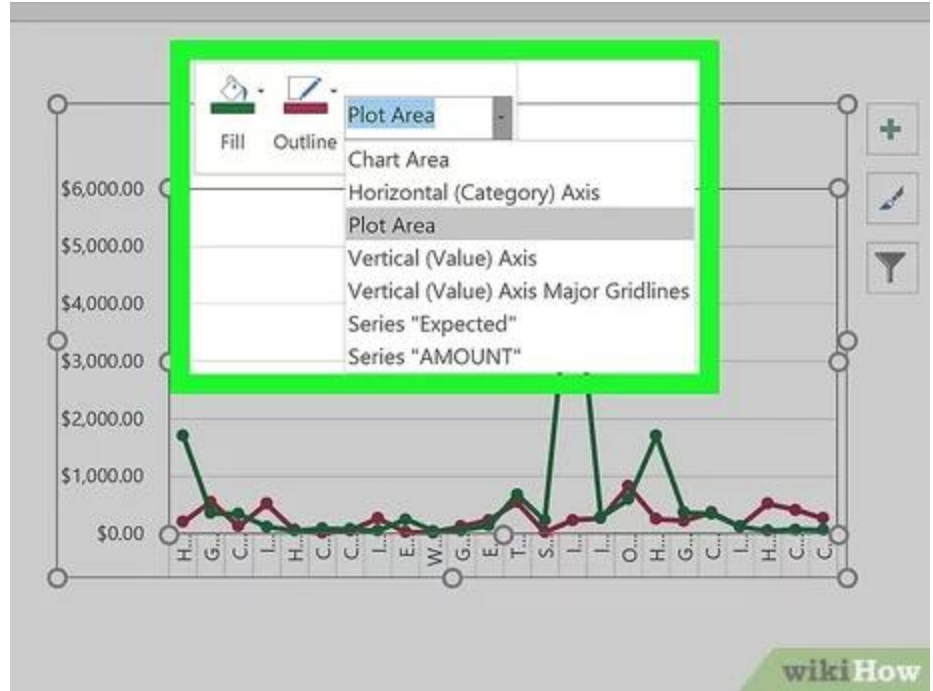 Plot Area
Fill Outline
Chart Area
Horizontal (Category) Axis
Plot Area
Vertical (Value) Axis
Vertical (Value) Axis Major Gridlines
Series "Expected"
Series "AMOUNT"
$6,000.00
$5,000.00
$4,000.00
$3,000.00
$2,000.00
$1,000.00
$0.00
H...
G...
C...
I...
H...
C...
C...
I...
E...
W...
G...
E...
T...
S...
I...
I...
O...
H...
G...
C...
I...
H...
C...
C...
wikiHow